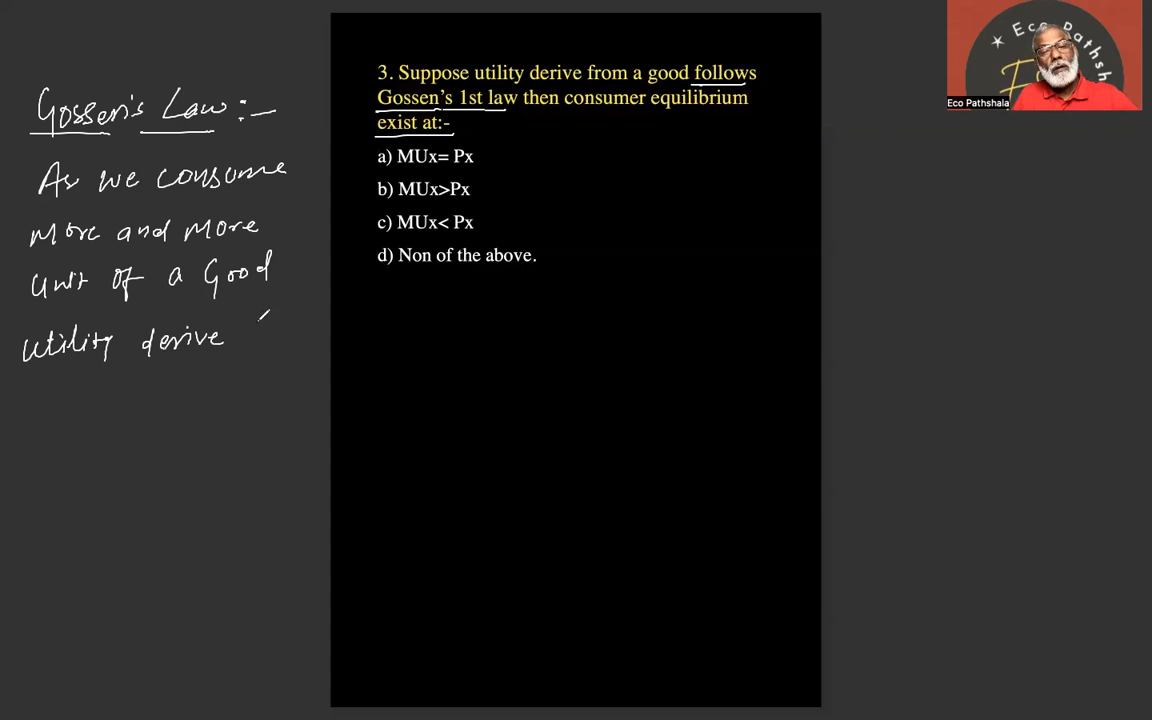 Gossen's Law :-
As we consume
More and More
unit of a Good
utility derive
3. Suppose utility derive from a good follows
Gossen's 1st law then consumer equilibrium
exist at:-
a) MUx= Px
b) MUx>Px
c) MUx< Px
d) Non of the above.
Eco Pathsh
Eco Pathshala